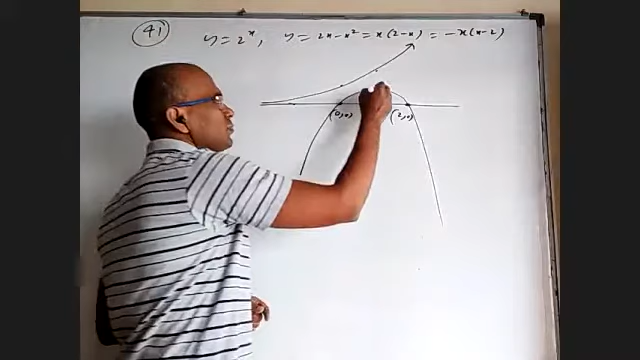 41
y = 2^x, y = 2x - x² = x(2-x) = -x(x-2)
(0,0) (2,0)